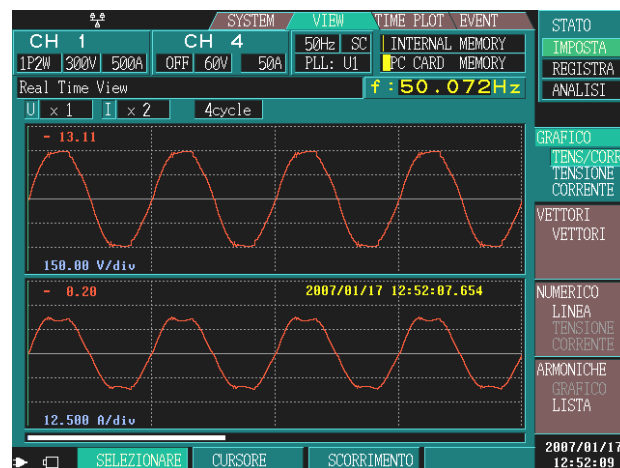 SYSTEM VIEW TIME PLOT EVENT
CH 1
1P2W 300V 500A
CH 4
OFF 60V 50A
50Hz SC
PLL: U1
INTERNAL MEMORY
PC CARD MEMORY
Real Time View
f:50.072Hz
U × 1 I × 2 4cycle
- 13.11
150.00 V/div
- 0.20
2007/01/17 12:52:07.654
12.500 A/div
SELEZIONARE CURSORE SCORRIMENTO
STATO
IMPOSTA
REGISTRA
ANALISI
GRAFICO
TENS/CORR
TENSIONE
CORRENTE
VETTORI
VETTORI
NUMERICO
LINEA
TENSIONE
CORRENTE
ARMONICHE
GRAFICO
LISTA
2007/01/17
12:52:09